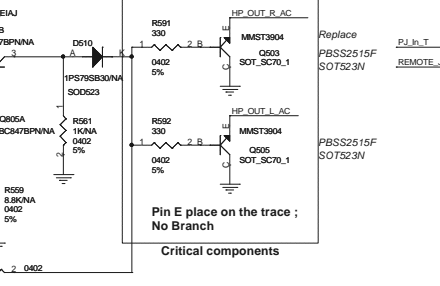 EIAJ
B
7BPN/NA
3
D510
A
K
1PS79SB30/NA
SOD523
R591
330
1
2
B
0402
5%
HP_OUT_R_AC
E
C
MMST3904
Q503
SOT_SC70_1
Replace
PBSS2515F
SOT523N
PJ_In_T
REMOTE_
Q805A
BC847BPN/NA
1
2
R561
1K/NA
0402
5%
R592
330
1
2
B
0402
5%
HP_OUT_L_AC
E
C
MMST3904
Q505
SOT_SC70_1
PBSS2515F
SOT523N
R559
8.8K/NA
0402
5%
Pin E place on the trace ;
No Branch
Critical components
2
0402